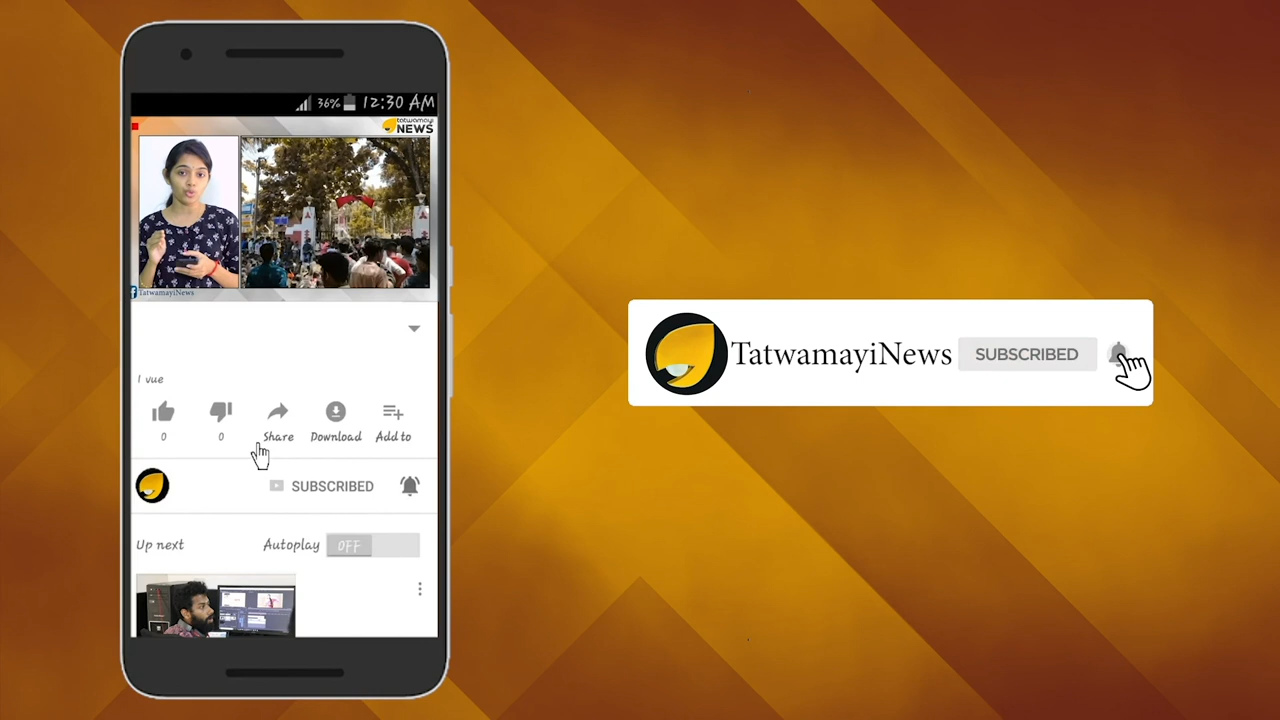 36% 12:30 AM
tatwamayi
NEWS
TatwamayiNews
1 vue
0 0 Share Download Add to
SUBSCRIBED
Up next Autoplay OFF
TatwamayiNews SUBSCRIBED